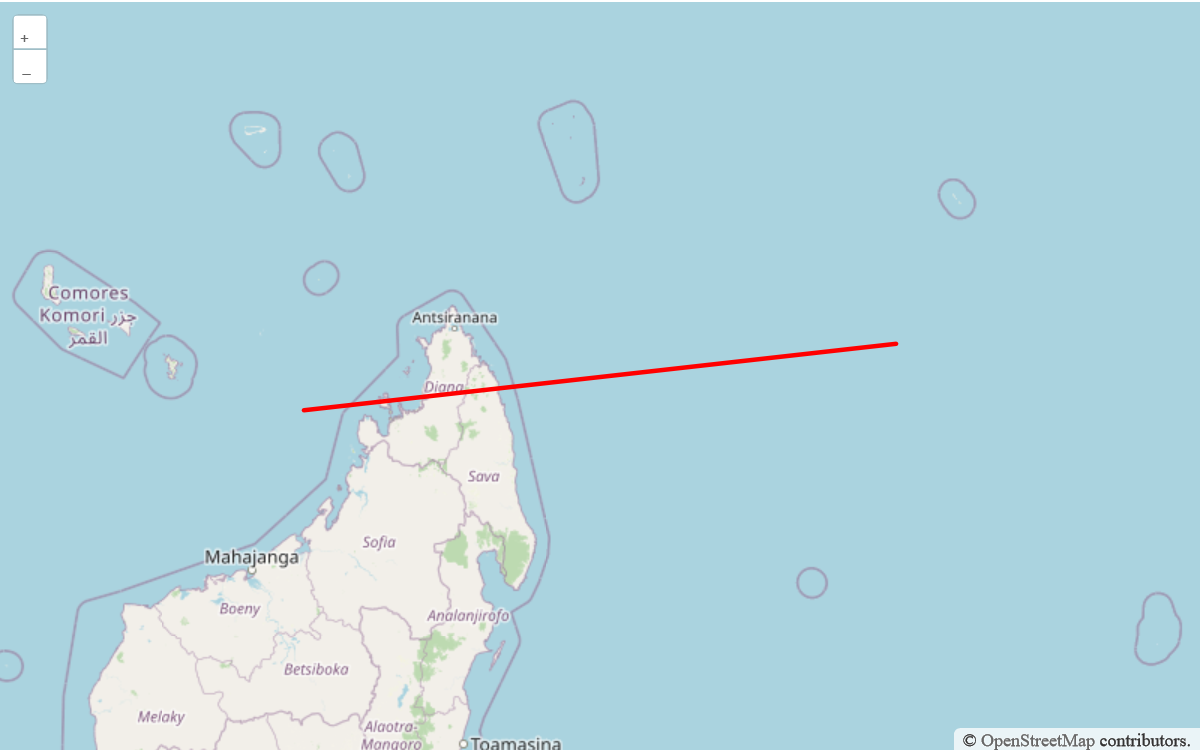 +
–
Comores
Komori جزر
القمر
Antsiranana
Diana
Sava
Sofia
Mahajanga
Boeny
Analanjirofo
Betsiboka
Melaky
Alaotra-
Mangoro
Toamasina
© OpenStreetMap contributors.